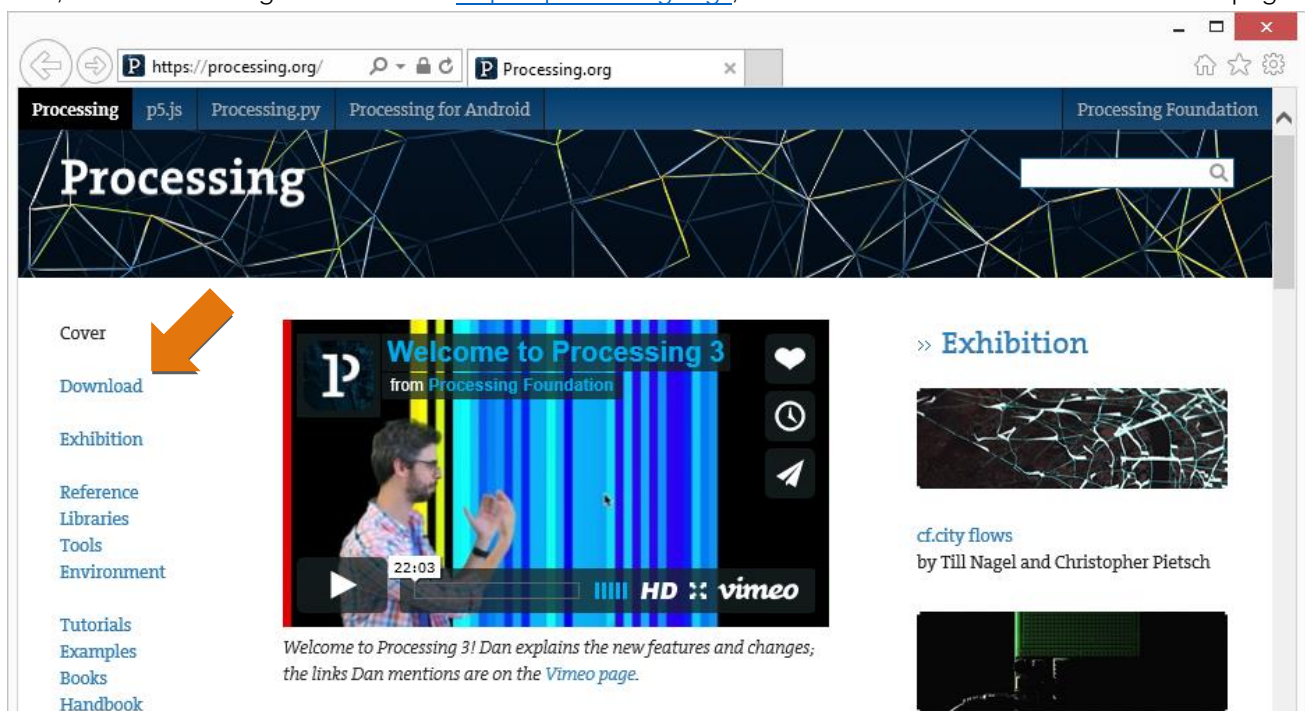 https://processing.org/
Processing.org
Processing p5.js Processing.py Processing for Android Processing Foundation
Processing
Cover
Download
Exhibition
Reference
Libraries
Tools
Environment
Tutorials
Examples
Books
Handbook
Welcome to Processing 3
from Processing Foundation
22:03
HD vimeo
Welcome to Processing 3! Dan explains the new features and changes;
the links Dan mentions are on the Vimeo page.
» Exhibition
cf.city flows
by Till Nagel and Christopher Pietsch